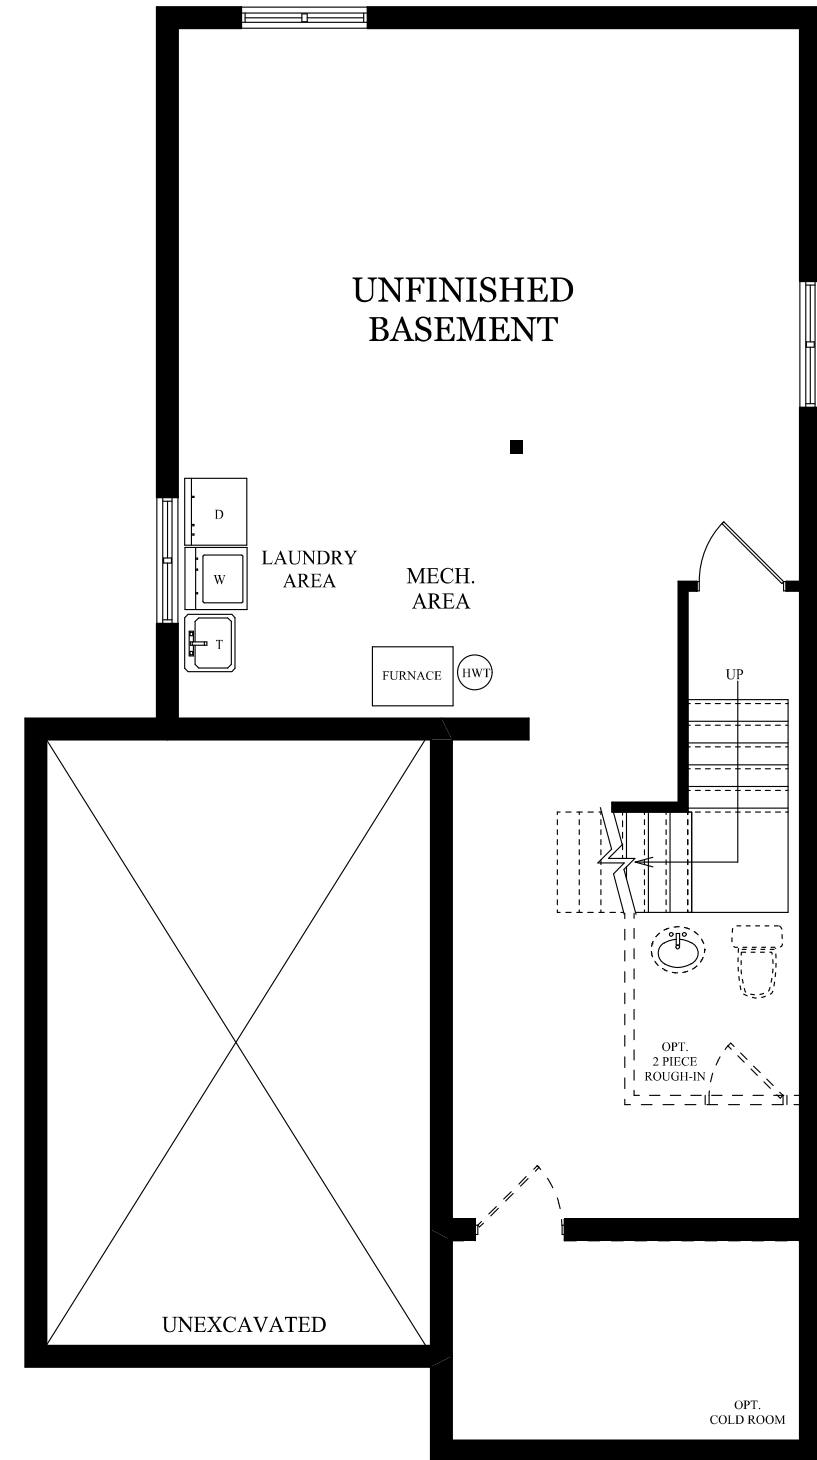 UNFINISHED
BASEMENT
D
LAUNDRY
AREA
W
MECH.
AREA
T
FURNACE
HWT
UP
OPT.
2 PIECE
ROUGH-IN
UNEXCAVATED
OPT.
COLD ROOM